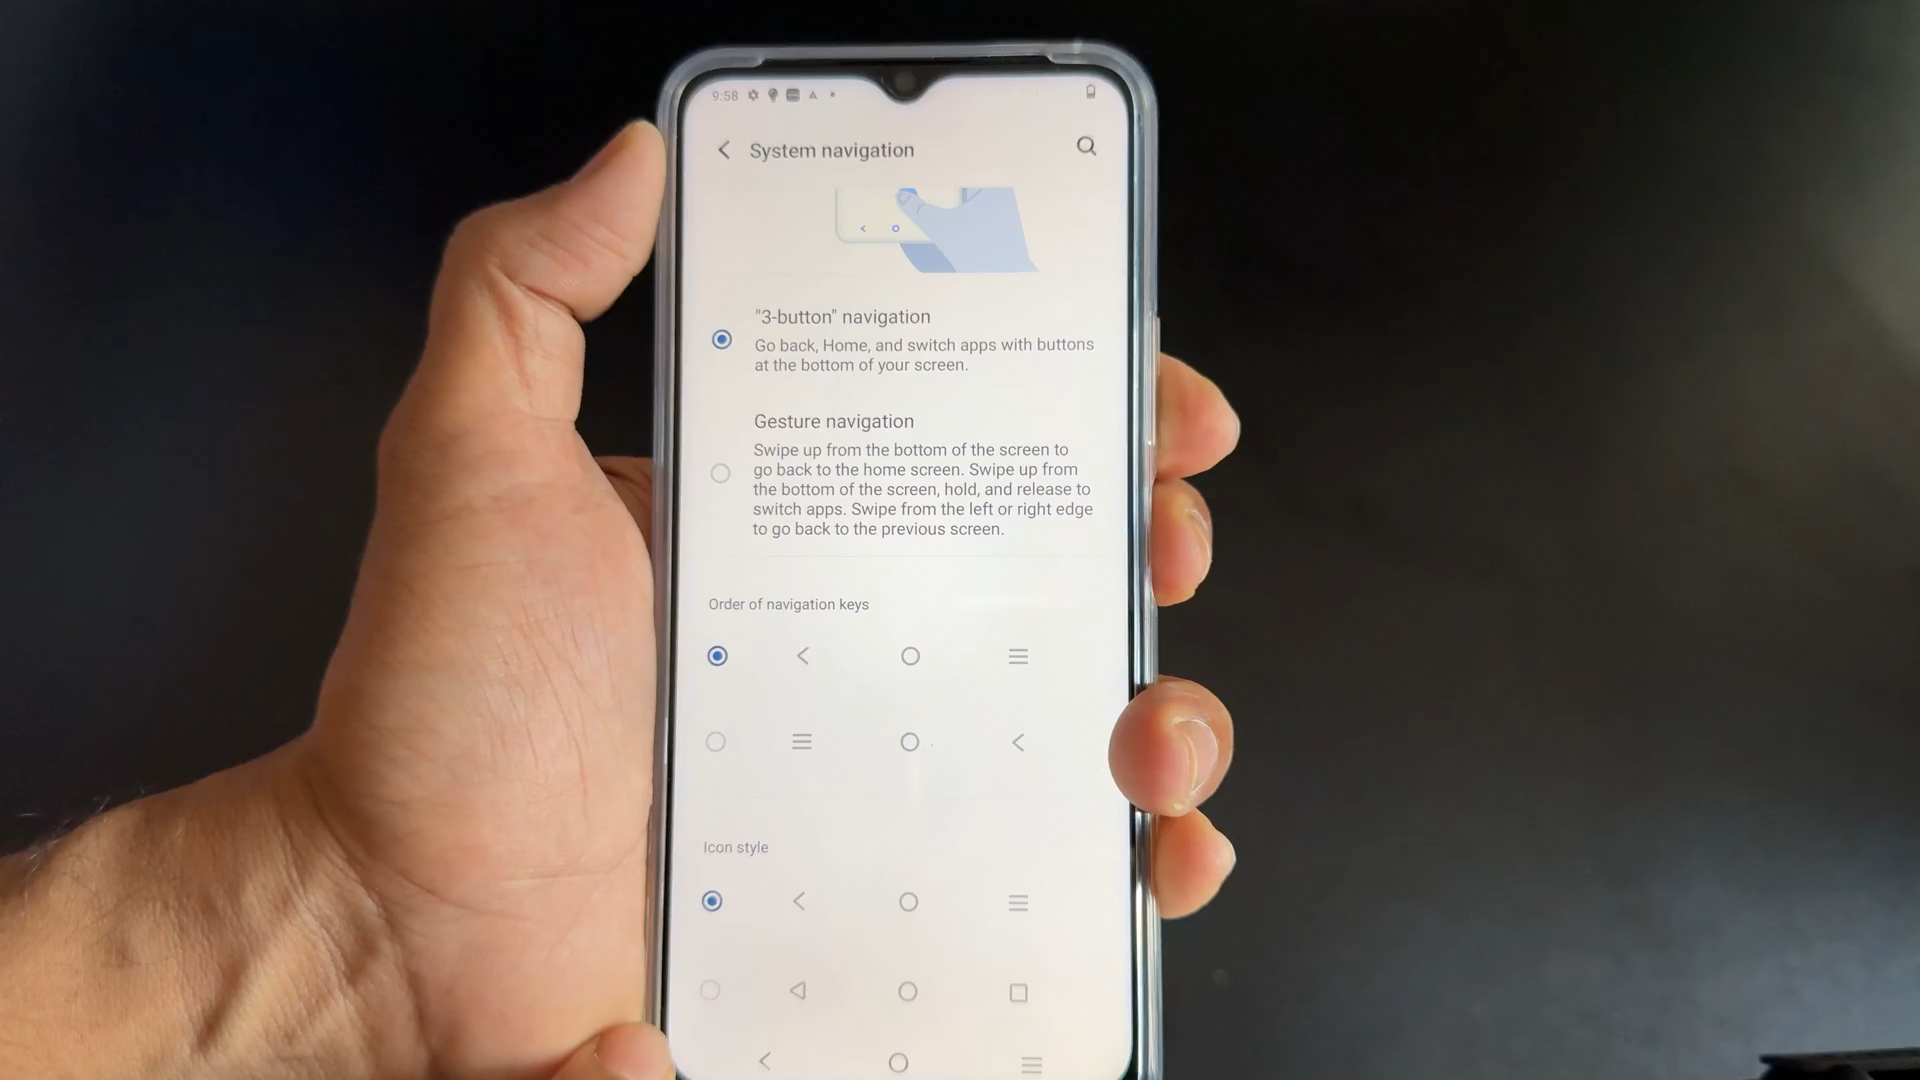 9:58
System navigation
"3-button" navigation
Go back, Home, and switch apps with buttons
at the bottom of your screen.
Gesture navigation
Swipe up from the bottom of the screen to
go back to the home screen. Swipe up from
the bottom of the screen, hold, and release to
switch apps. Swipe from the left or right edge
to go back to the previous screen.
Order of navigation keys
Icon style